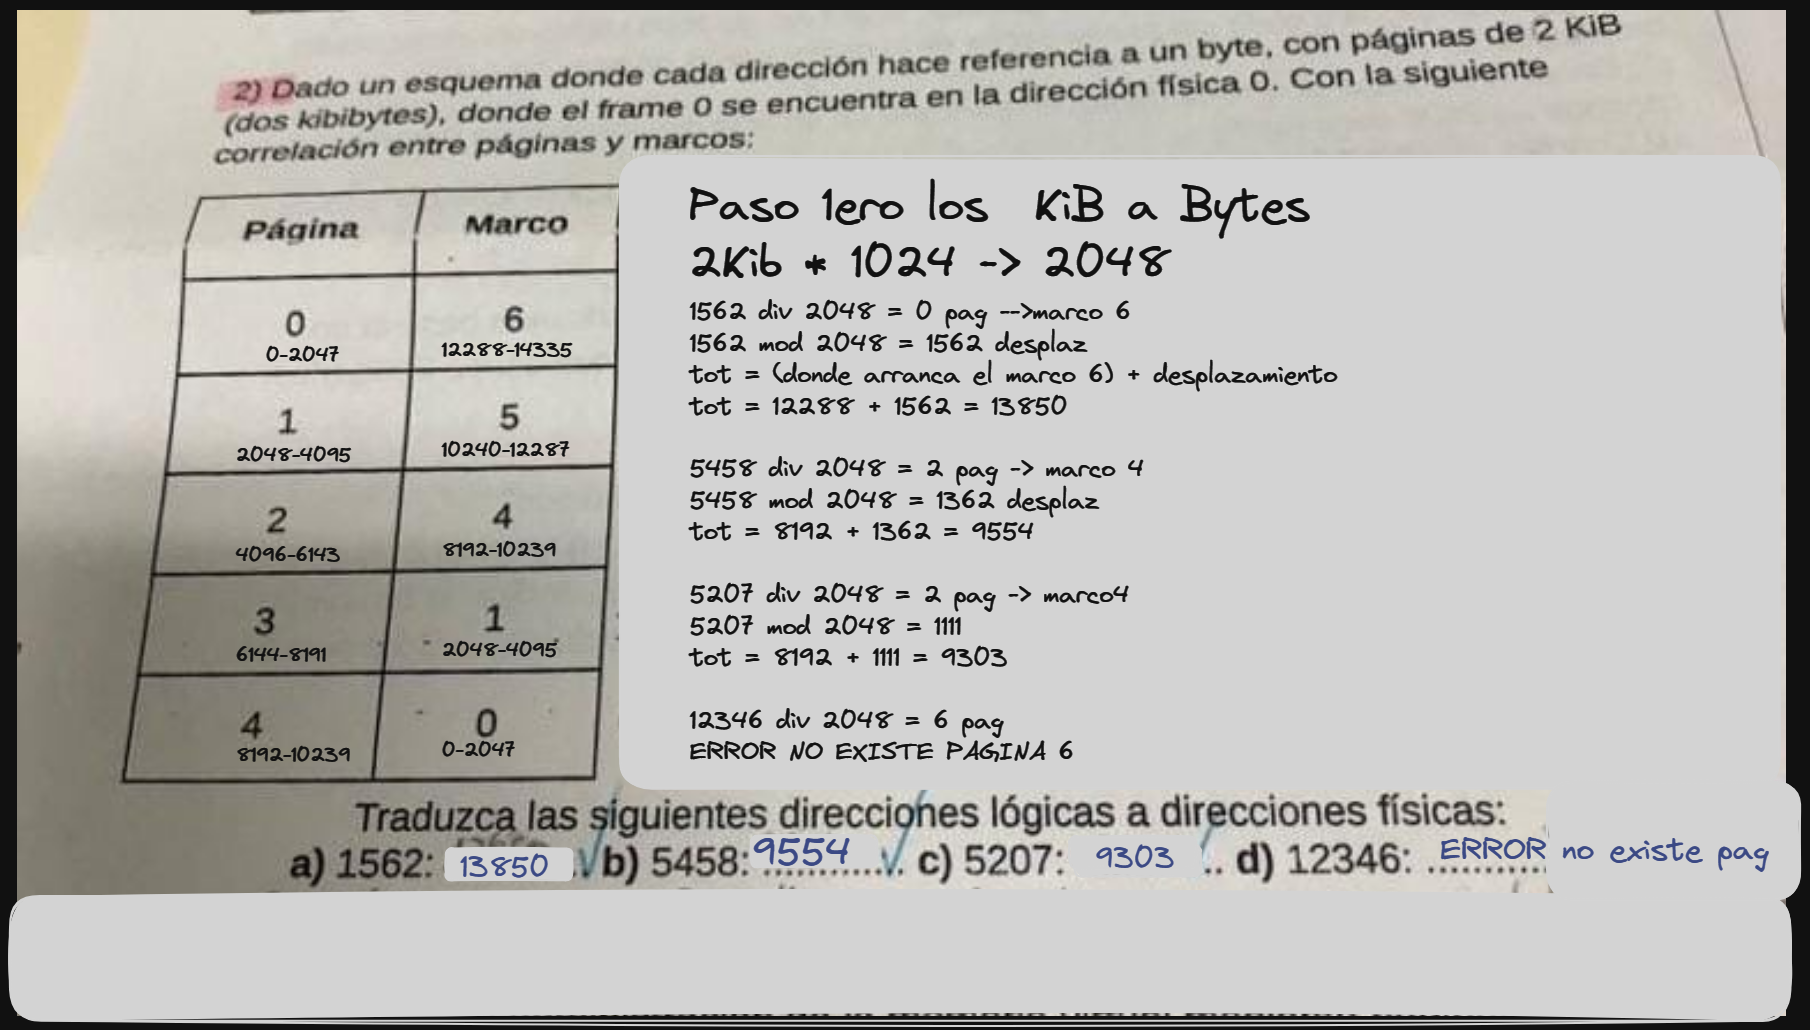 2) Dado un esquema donde cada dirección hace referencia a un byte, con páginas de 2 KiB
(dos kibibytes), donde el frame 0 se encuentra en la dirección física 0. Con la siguiente
correlación entre páginas y marcos:
Página Marco
0 6
0-2047 12288-14335
1 5
2048-4095 10240-12287
2 4
4096-6143 8192-10239
3 1
6144-8191 2048-4095
4 0
8192-10239 0-2047
Paso 1ero los KiB a Bytes
2Kib * 1024 -> 2048
1562 div 2048 = 0 pag -->marco 6
1562 mod 2048 = 1562 desplaz
tot = (donde arranca el marco 6) + desplazamiento
tot = 12288 + 1562 = 13850
5458 div 2048 = 2 pag -> marco 4
5458 mod 2048 = 1362 desplaz
tot = 8192 + 1362 = 9554
5207 div 2048 = 2 pag -> marco4
5207 mod 2048 = 1111
tot = 8192 + 1111 = 9303
12346 div 2048 = 6 pag
ERROR NO EXISTE PAGINA 6
Traduzca las siguientes direcciones lógicas a direcciones físicas:
a) 1562: 13850 b) 5458: 9554 c) 5207: 9303 d) 12346: ERROR no existe pag